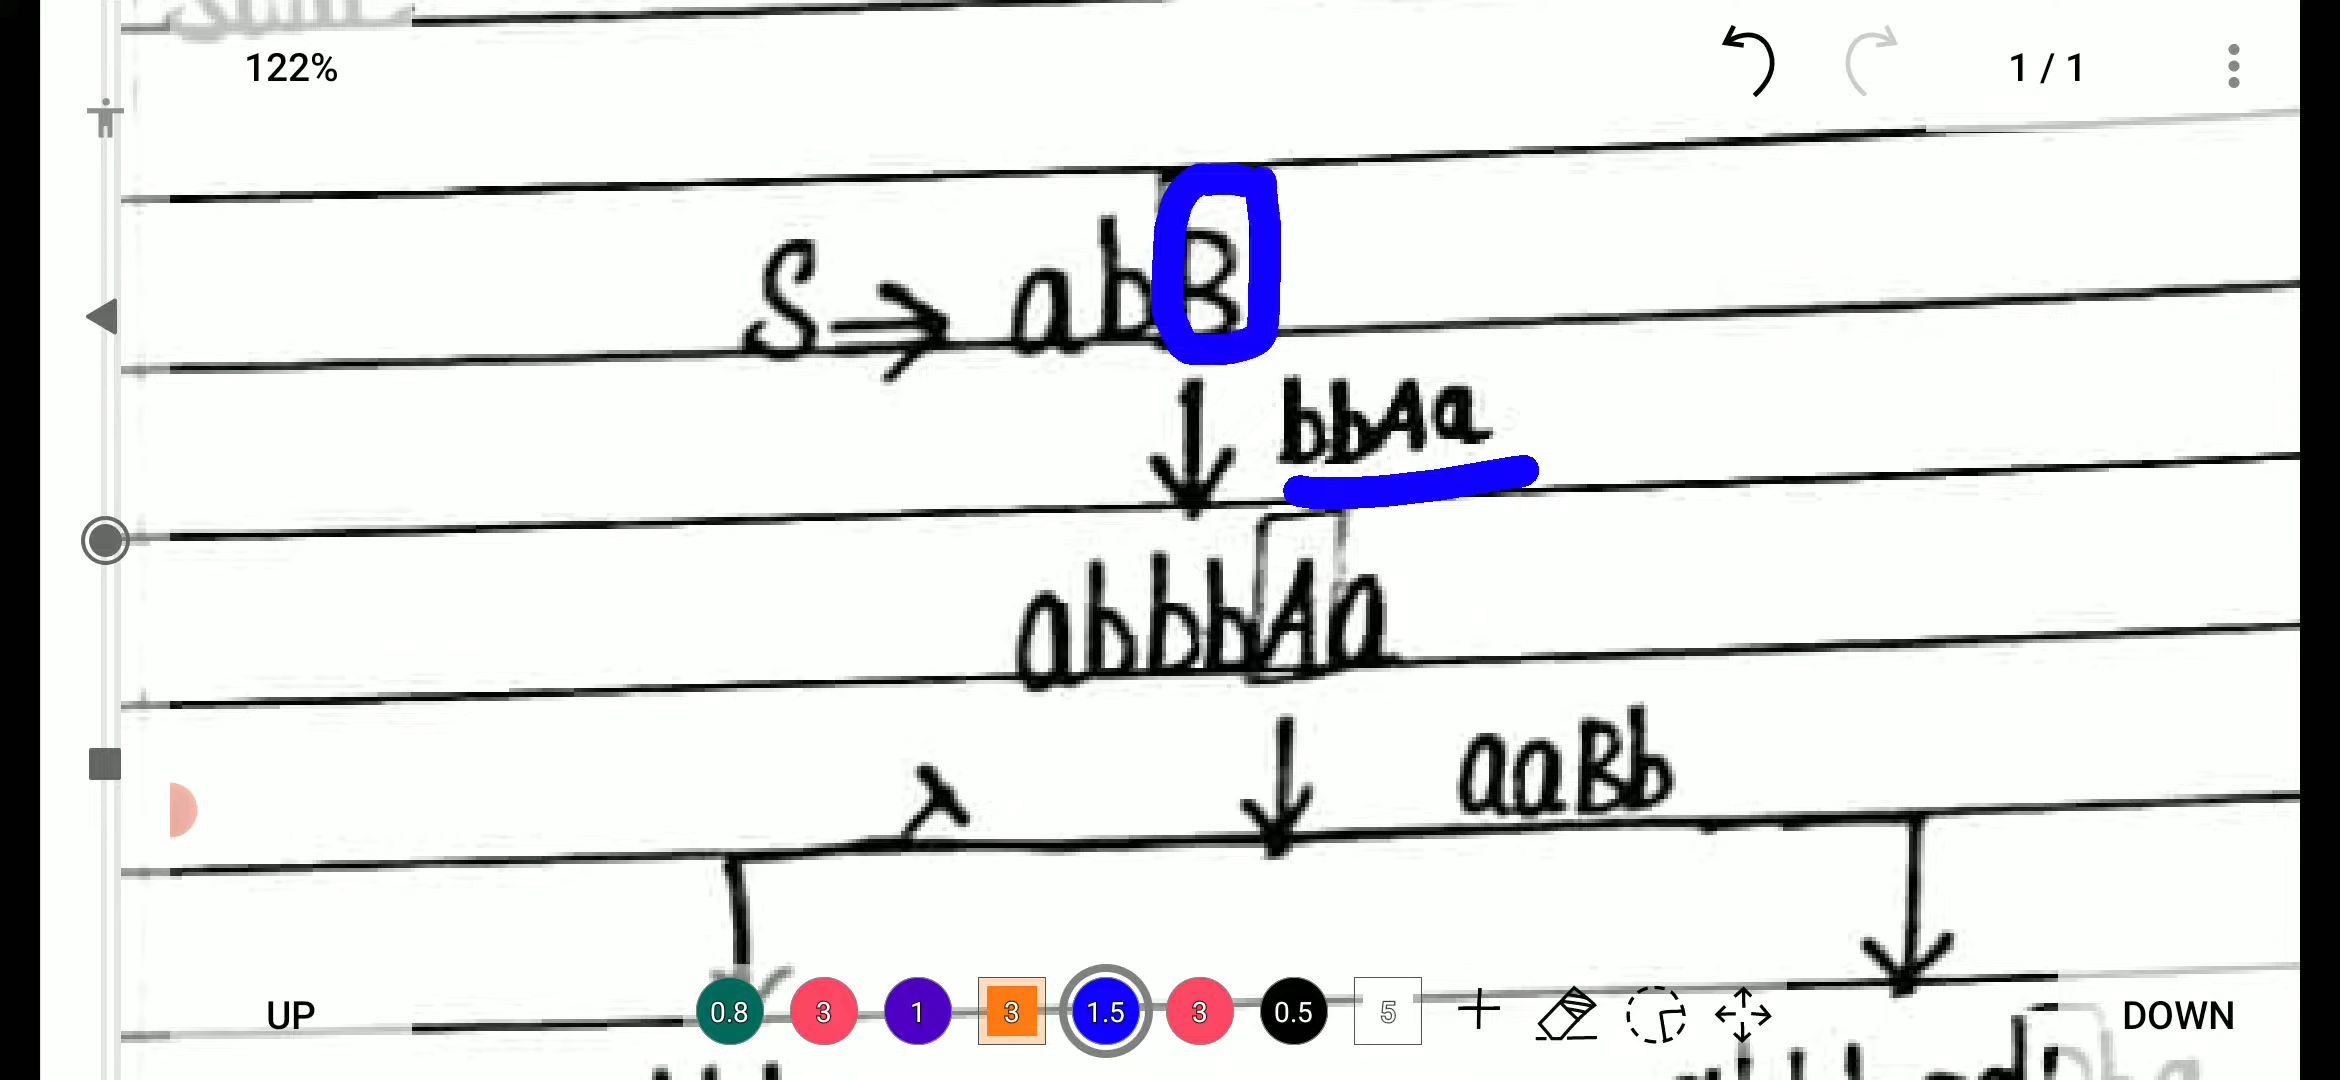 122%
1 / 1
S → abB
bbAa
abbbAa
λ aaBb
UP 0.8 3 1 3 1.5 3 0.5 5 DOWN